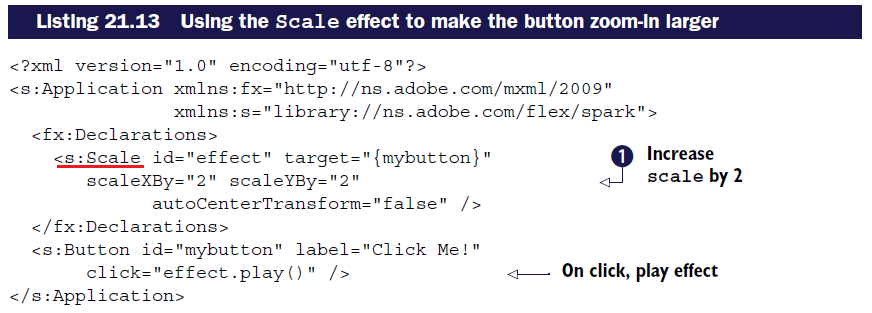 Listing 21.13 Using the Scale effect to make the button zoom-in larger
<?xml version="1.0" encoding="utf-8"?>
<s:Application xmlns:fx="http://ns.adobe.com/mxml/2009"
xmlns:s="library://ns.adobe.com/flex/spark">
<fx:Declarations>
<s:Scale id="effect" target="{mybutton}"
1 Increase
scaleXBy="2" scaleYBy="2"
scale by 2
autoCenterTransform="false" />
</fx:Declarations>
<s:Button id="mybutton" label="Click Me!"
click="effect.play()" />
On click, play effect
</s:Application>